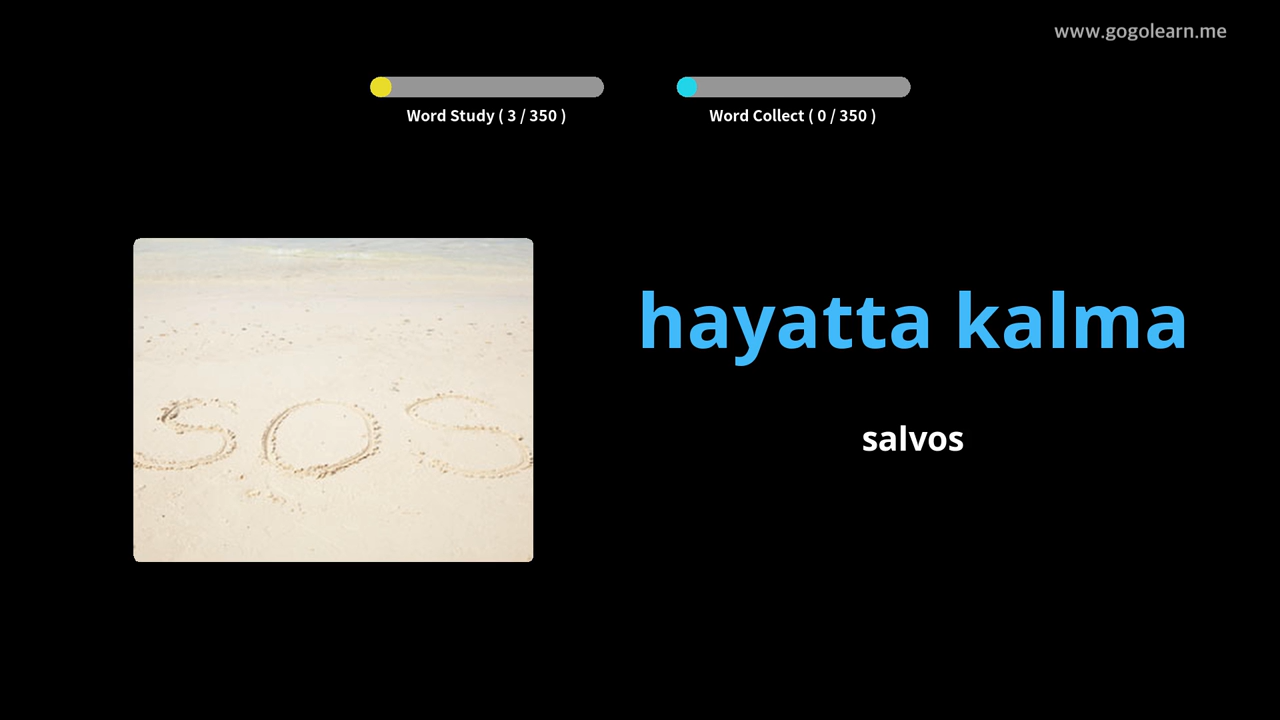 www.gogolearn.me
Word Study ( 3 / 350 )
Word Collect ( 0 / 350 )
SOS
hayatta kalma
salvos